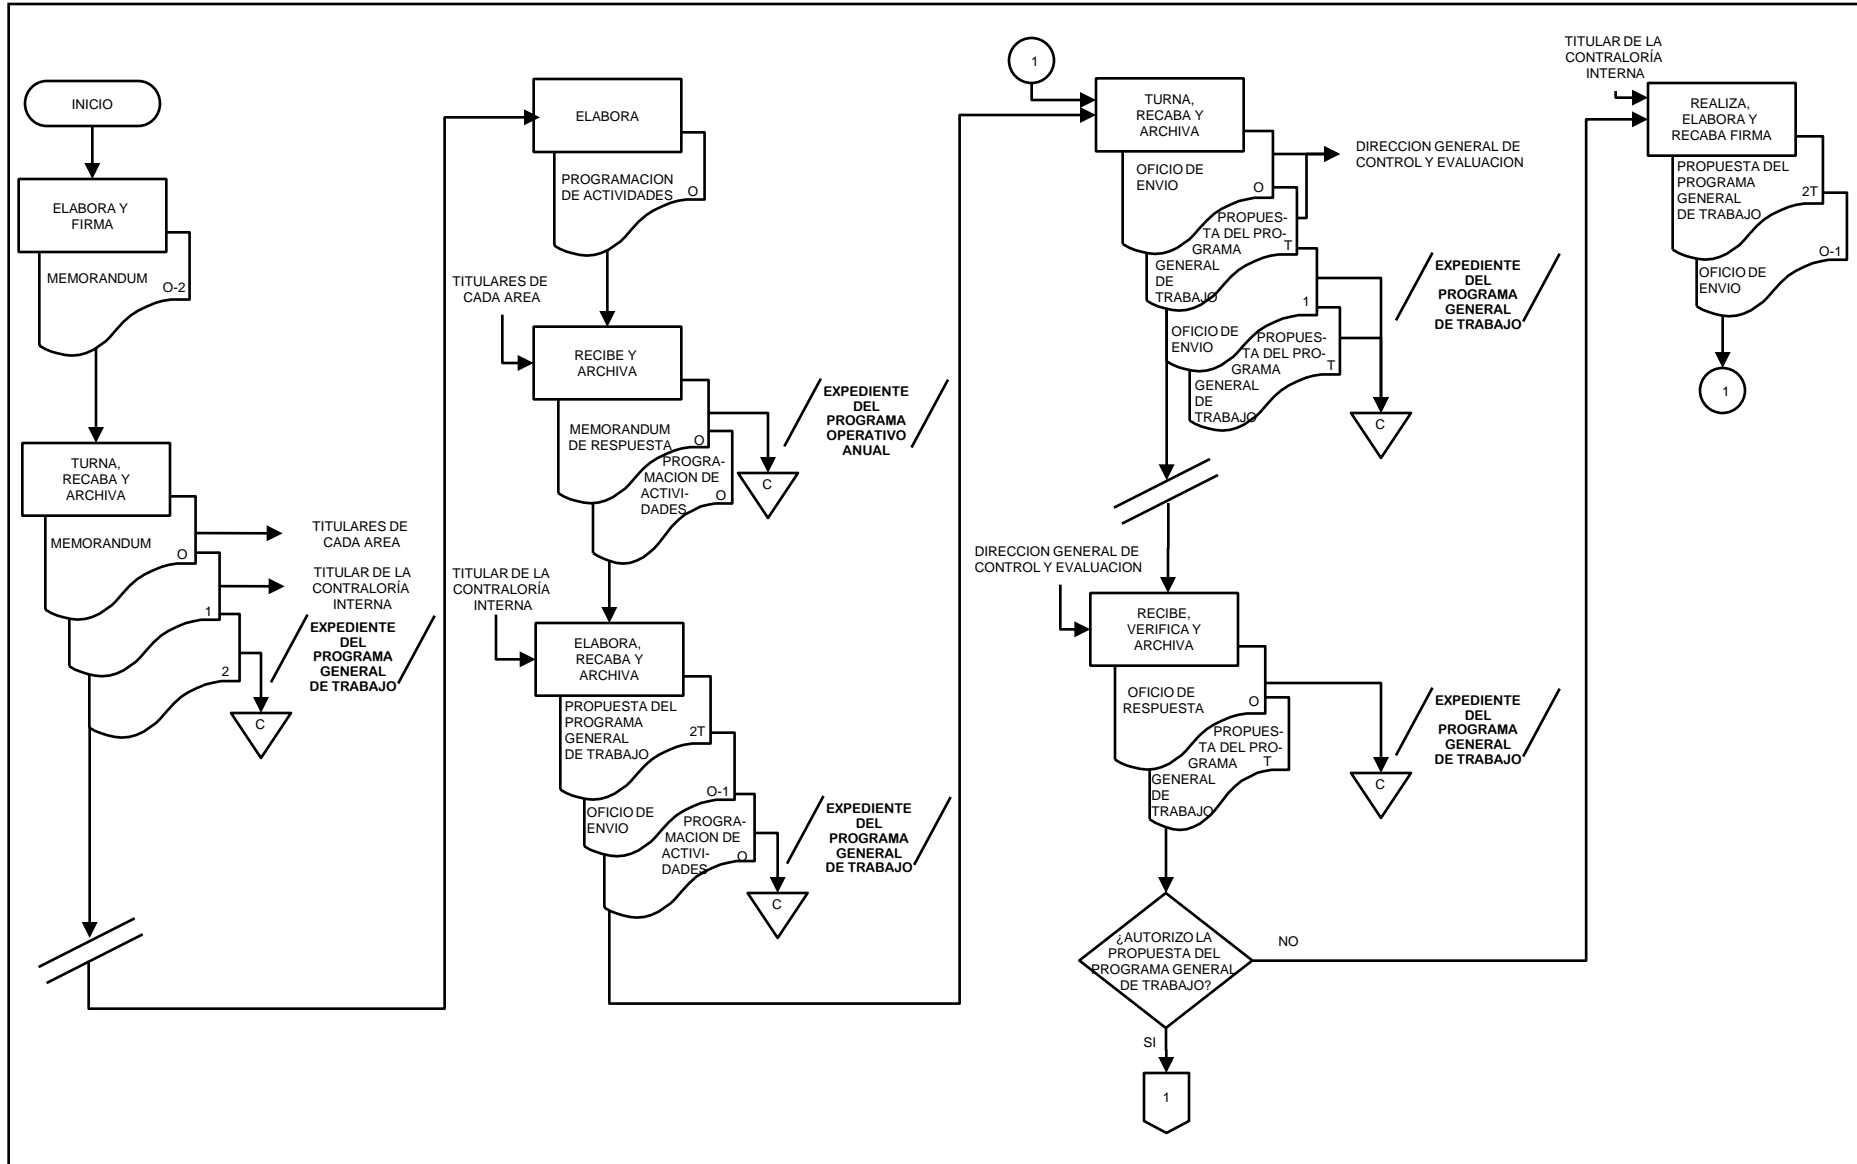 INICIO
ELABORA Y
FIRMA
MEMORANDUM
O-2
TURNA,
RECABA Y
ARCHIVA
MEMORANDUM
O
TITULARES DE
CADA AREA
1
TITULAR DE LA
CONTRALORÍA
INTERNA
2
EXPEDIENTE
DEL
PROGRAMA
GENERAL
DE TRABAJO
C
ELABORA
PROGRAMACION
DE ACTIVIDADES
O
TITULARES DE
CADA AREA
RECIBE Y
ARCHIVA
MEMORANDUM
DE RESPUESTA
O
PROGRA-
MACION DE
ACTIVI-
DADES
O
EXPEDIENTE
DEL
PROGRAMA
OPERATIVO
ANUAL
C
TITULAR DE LA
CONTRALORÍA
INTERNA
ELABORA,
RECABA Y
ARCHIVA
PROPUESTA DEL
PROGRAMA
GENERAL
DE TRABAJO
2T
OFICIO DE
ENVIO
O-1
PROGRA-
MACION DE
ACTIVI-
DADES
O
EXPEDIENTE
DEL
PROGRAMA
GENERAL
DE TRABAJO
C
1
TURNA,
RECABA Y
ARCHIVA
OFICIO DE
ENVIO
O
DIRECCION GENERAL DE
CONTROL Y EVALUACION
PROPUES-
TA DEL PRO-
GRAMA
GENERAL
DE
TRABAJO
T
OFICIO DE
ENVIO
1
PROPUES-
TA DEL PRO-
GRAMA
GENERAL
DE
TRABAJO
T
EXPEDIENTE
DEL
PROGRAMA
GENERAL
DE TRABAJO
C
DIRECCION GENERAL DE
CONTROL Y EVALUACION
RECIBE,
VERIFICA Y
ARCHIVA
OFICIO DE
RESPUESTA
O
PROPUES-
TA DEL PRO-
GRAMA
GENERAL
DE
TRABAJO
T
EXPEDIENTE
DEL
PROGRAMA
GENERAL
DE TRABAJO
C
¿AUTORIZO LA
PROPUESTA DEL
PROGRAMA GENERAL
DE TRABAJO?
NO
SI
1
TITULAR DE LA
CONTRALORÍA
INTERNA
REALIZA,
ELABORA Y
RECABA FIRMA
PROPUESTA DEL
PROGRAMA
GENERAL
DE TRABAJO
2T
OFICIO DE
ENVIO
O-1
1